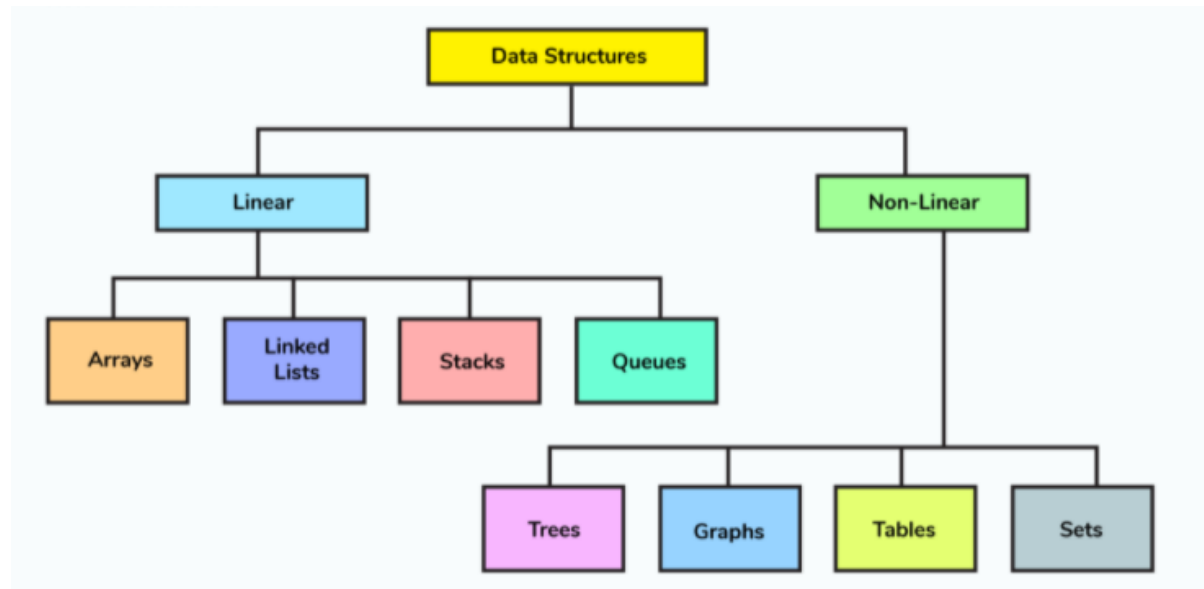 Data Structures
Linear
Non-Linear
Arrays
Linked
Lists
Stacks
Queues
Trees
Graphs
Tables
Sets